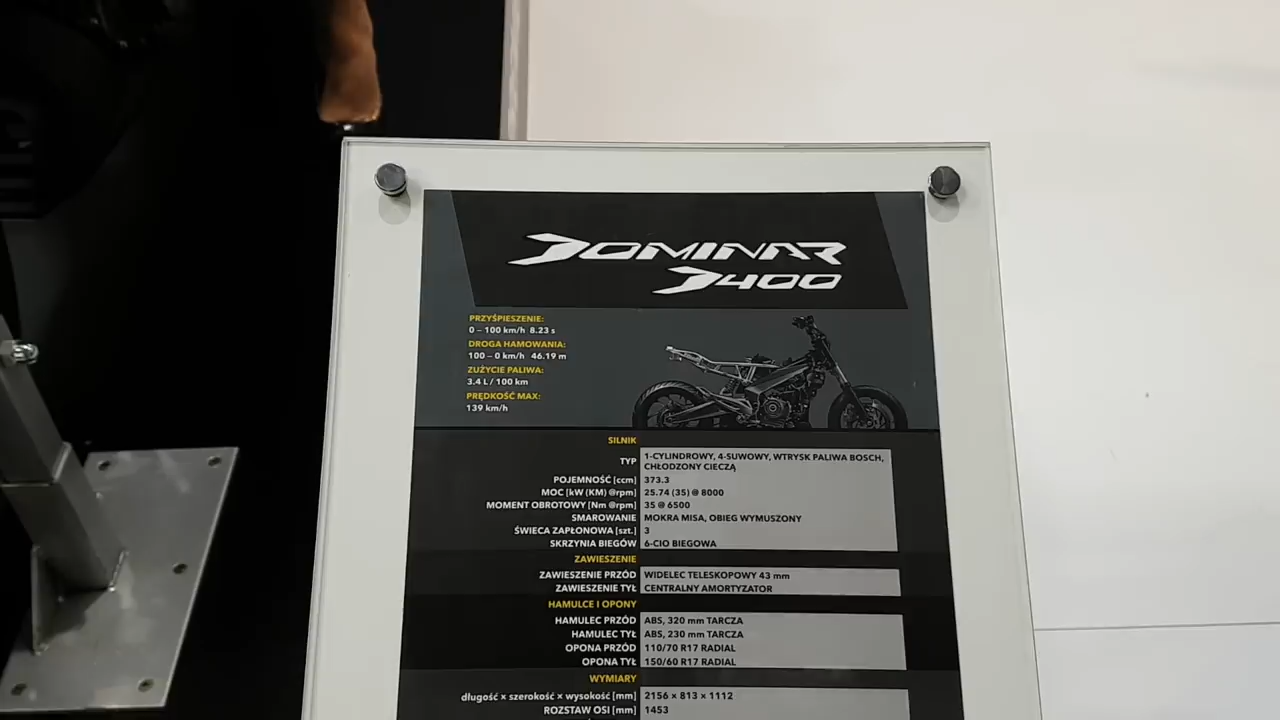 DOMINAR
D400
PRZYŚPIESZENIE:
0 – 100 km/h 8.23 s
DROGA HAMOWANIA:
100 – 0 km/h 46.19 m
ZUŻYCIE PALIWA:
3.4 L / 100 km
PRĘDKOŚĆ MAX:
139 km/h
SILNIK
TYP 1-CYLINDROWY, 4-SUWOWY, WTRYSK PALIWA BOSCH,
CHŁODZONY CIECZĄ
POJEMNOŚĆ [ccm] 373.3
MOC [kW (KM) @rpm] 25.74 (35) @ 8000
MOMENT OBROTOWY [Nm @rpm] 35 @ 6500
SMAROWANIE MOKRA MISA, OBIEG WYMUSZONY
ŚWIECA ZAPŁONOWA [szt.] 3
SKRZYNIA BIEGÓW 6-CIO BIEGOWA
ZAWIESZENIE
ZAWIESZENIE PRZÓD WIDELEC TELESKOPOWY 43 mm
ZAWIESZENIE TYŁ CENTRALNY AMORTYZATOR
HAMULCE I OPONY
HAMULEC PRZÓD ABS, 320 mm TARCZA
HAMULEC TYŁ ABS, 230 mm TARCZA
OPONA PRZÓD 110/70 R17 RADIAL
OPONA TYŁ 150/60 R17 RADIAL
WYMIARY
długość × szerokość × wysokość [mm] 2156 × 813 × 1112
ROZSTAW OSI [mm] 1453